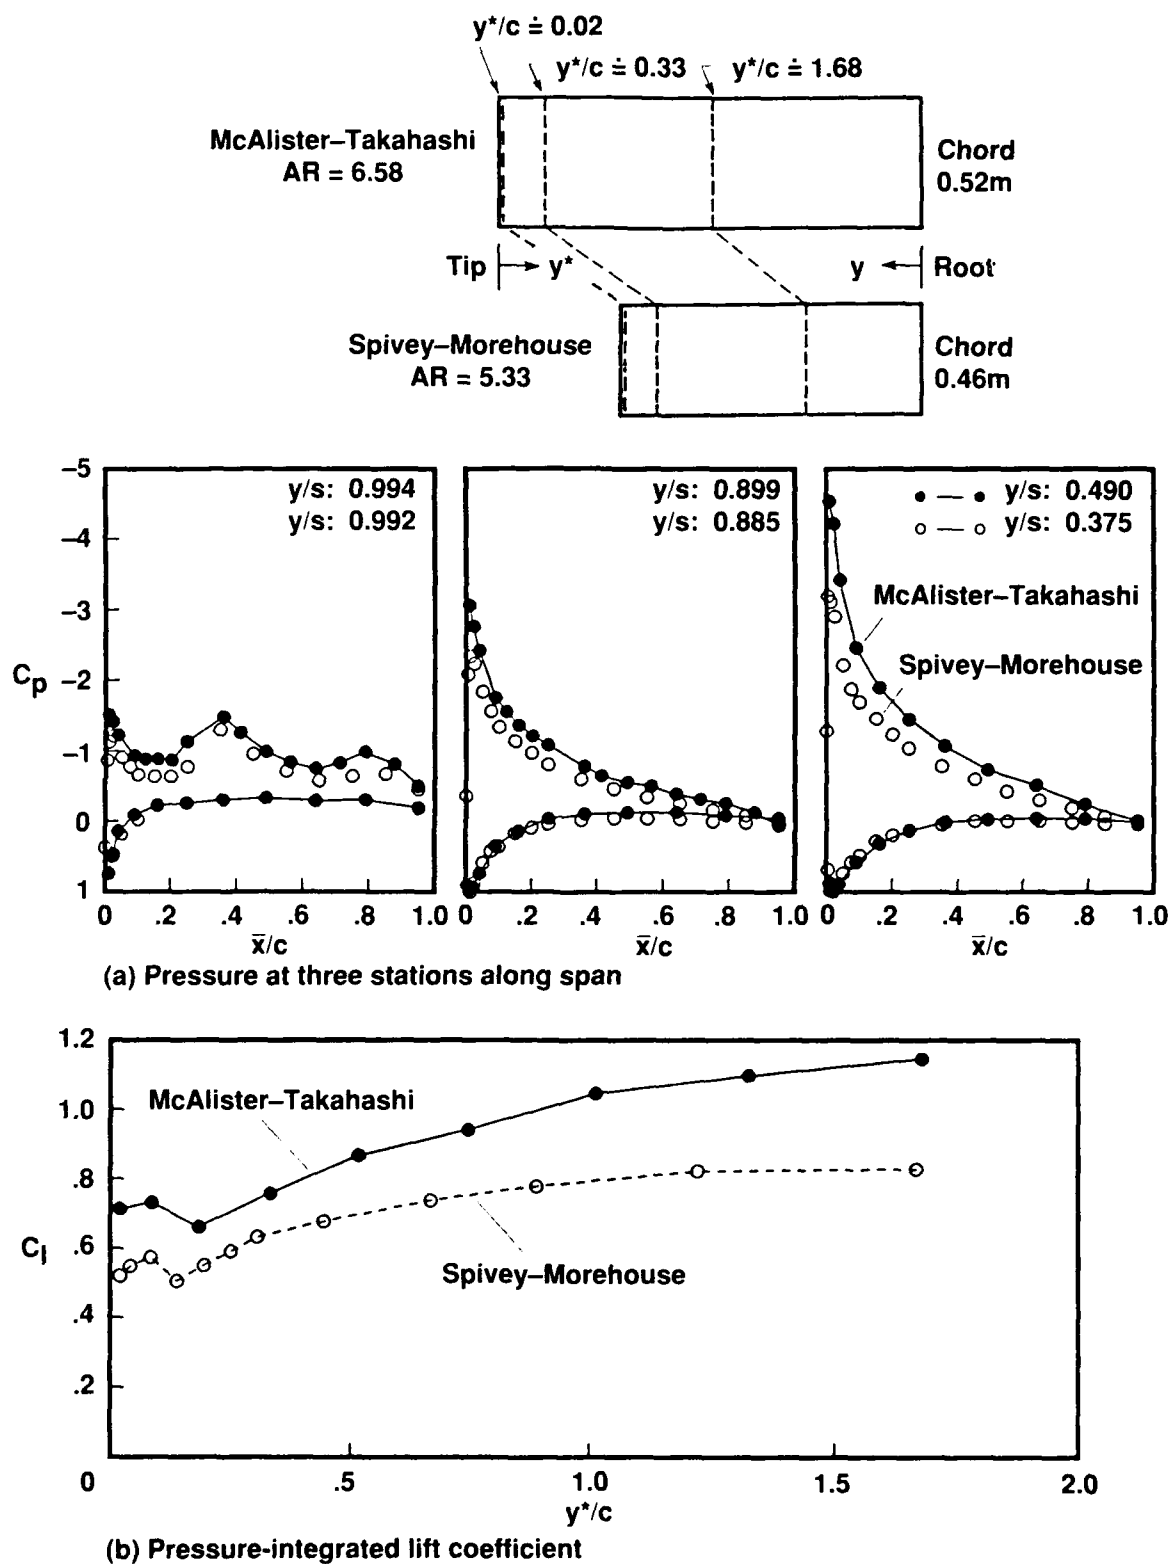 y*/c ≐ 0.02
y*/c ≐ 0.33
y*/c ≐ 1.68
McAlister–Takahashi
AR = 6.58
Chord
0.52m
Tip
y*
y
Root
Spivey–Morehouse
AR = 5.33
Chord
0.46m
Cp
–5
–4
–3
–2
–1
0
1
y/s: 0.994
y/s: 0.992
0 .2 .4 .6 .8 1.0
x̄/c
y/s: 0.899
y/s: 0.885
0 .2 .4 .6 .8 1.0
x̄/c
y/s: 0.490
y/s: 0.375
McAlister–Takahashi
Spivey–Morehouse
0 .2 .4 .6 .8 1.0
x̄/c
(a) Pressure at three stations along span
Cl
1.2
1.0
.8
.6
.4
.2
McAlister–Takahashi
Spivey–Morehouse
0 .5 1.0 1.5 2.0
y*/c
(b) Pressure-integrated lift coefficient